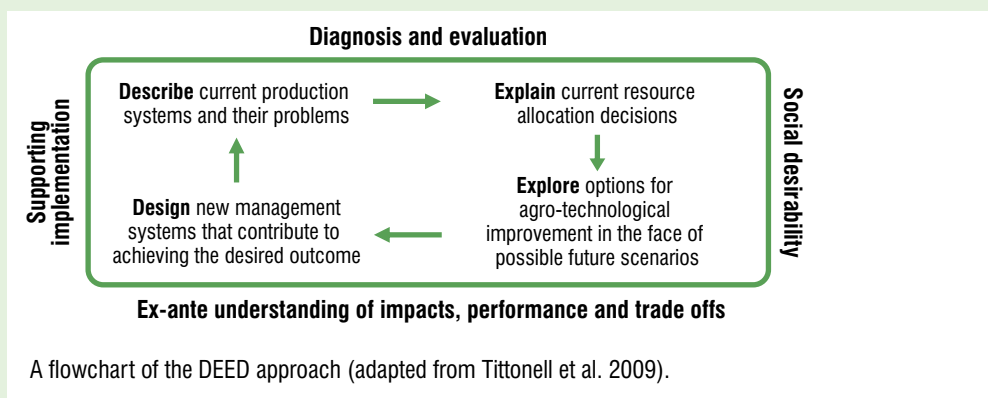 Diagnosis and evaluation
Describe current production
systems and their problems
Explain current resource
allocation decisions
Supporting
implementation
Social desirability
Design new management
systems that contribute to
achieving the desired outcome
Explore options for
agro-technological
improvement in the face of
possible future scenarios
Ex-ante understanding of impacts, performance and trade offs
A flowchart of the DEED approach (adapted from Tittonell et al. 2009).